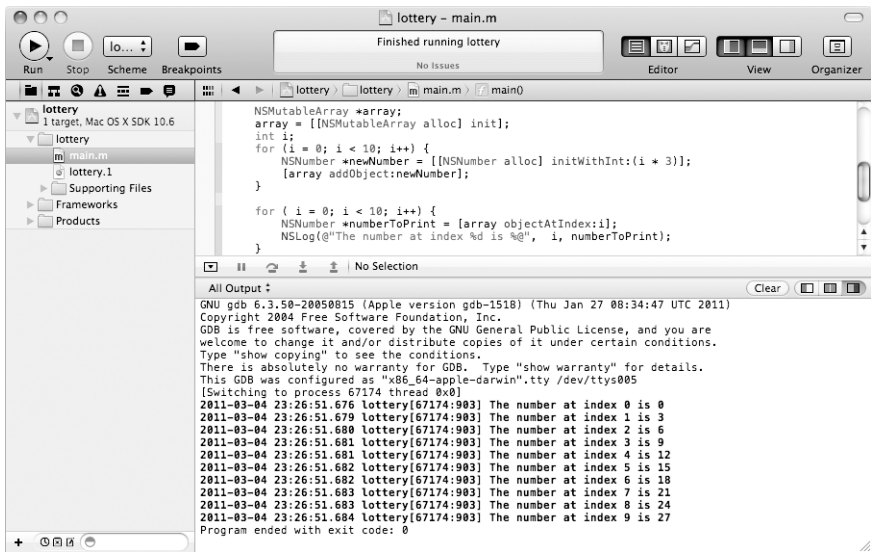 lottery – main.m
lo...
Finished running lottery
No Issues
Run Stop Scheme Breakpoints Editor View Organizer
lottery
1 target, Mac OS X SDK 10.6
lottery
main.m
lottery.1
Supporting Files
Frameworks
Products
lottery lottery m main.m main()
NSMutableArray *array;
array = [[NSMutableArray alloc] init];
int i;
for (i = 0; i < 10; i++) {
NSNumber *newNumber = [[NSNumber alloc] initWithInt:(i * 3)];
[array addObject:newNumber];
}
for ( i = 0; i < 10; i++) {
NSNumber *numberToPrint = [array objectAtIndex:i];
NSLog(@"The number at index %d is %@", i, numberToPrint);
}
No Selection
All Output Clear
GNU gdb 6.3.50-20050815 (Apple version gdb-1518) (Thu Jan 27 08:34:47 UTC 2011)
Copyright 2004 Free Software Foundation, Inc.
GDB is free software, covered by the GNU General Public License, and you are
welcome to change it and/or distribute copies of it under certain conditions.
Type "show copying" to see the conditions.
There is absolutely no warranty for GDB.  Type "show warranty" for details.
This GDB was configured as "x86_64-apple-darwin".tty /dev/ttys005
[Switching to process 67174 thread 0x0]
2011-03-04 23:26:51.676 lottery[67174:903] The number at index 0 is 0
2011-03-04 23:26:51.679 lottery[67174:903] The number at index 1 is 3
2011-03-04 23:26:51.680 lottery[67174:903] The number at index 2 is 6
2011-03-04 23:26:51.681 lottery[67174:903] The number at index 3 is 9
2011-03-04 23:26:51.681 lottery[67174:903] The number at index 4 is 12
2011-03-04 23:26:51.682 lottery[67174:903] The number at index 5 is 15
2011-03-04 23:26:51.682 lottery[67174:903] The number at index 6 is 18
2011-03-04 23:26:51.683 lottery[67174:903] The number at index 7 is 21
2011-03-04 23:26:51.683 lottery[67174:903] The number at index 8 is 24
2011-03-04 23:26:51.684 lottery[67174:903] The number at index 9 is 27
Program ended with exit code: 0